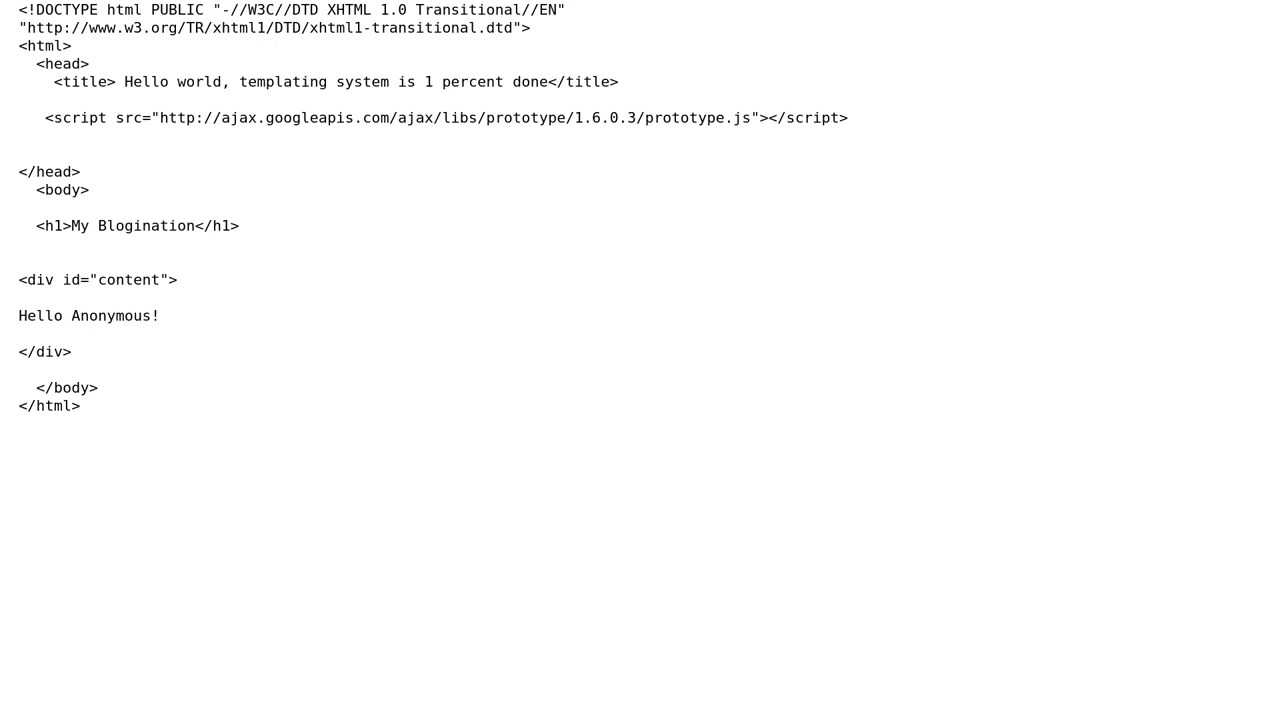 <!DOCTYPE html PUBLIC "-//W3C//DTD XHTML 1.0 Transitional//EN"
"http://www.w3.org/TR/xhtml1/DTD/xhtml1-transitional.dtd">
<html>
  <head>
    <title> Hello world, templating system is 1 percent done</title>

   <script src="http://ajax.googleapis.com/ajax/libs/prototype/1.6.0.3/prototype.js"></script>


</head>
  <body>

  <h1>My Blogination</h1>


<div id="content">

Hello Anonymous!

</div>

  </body>
</html>